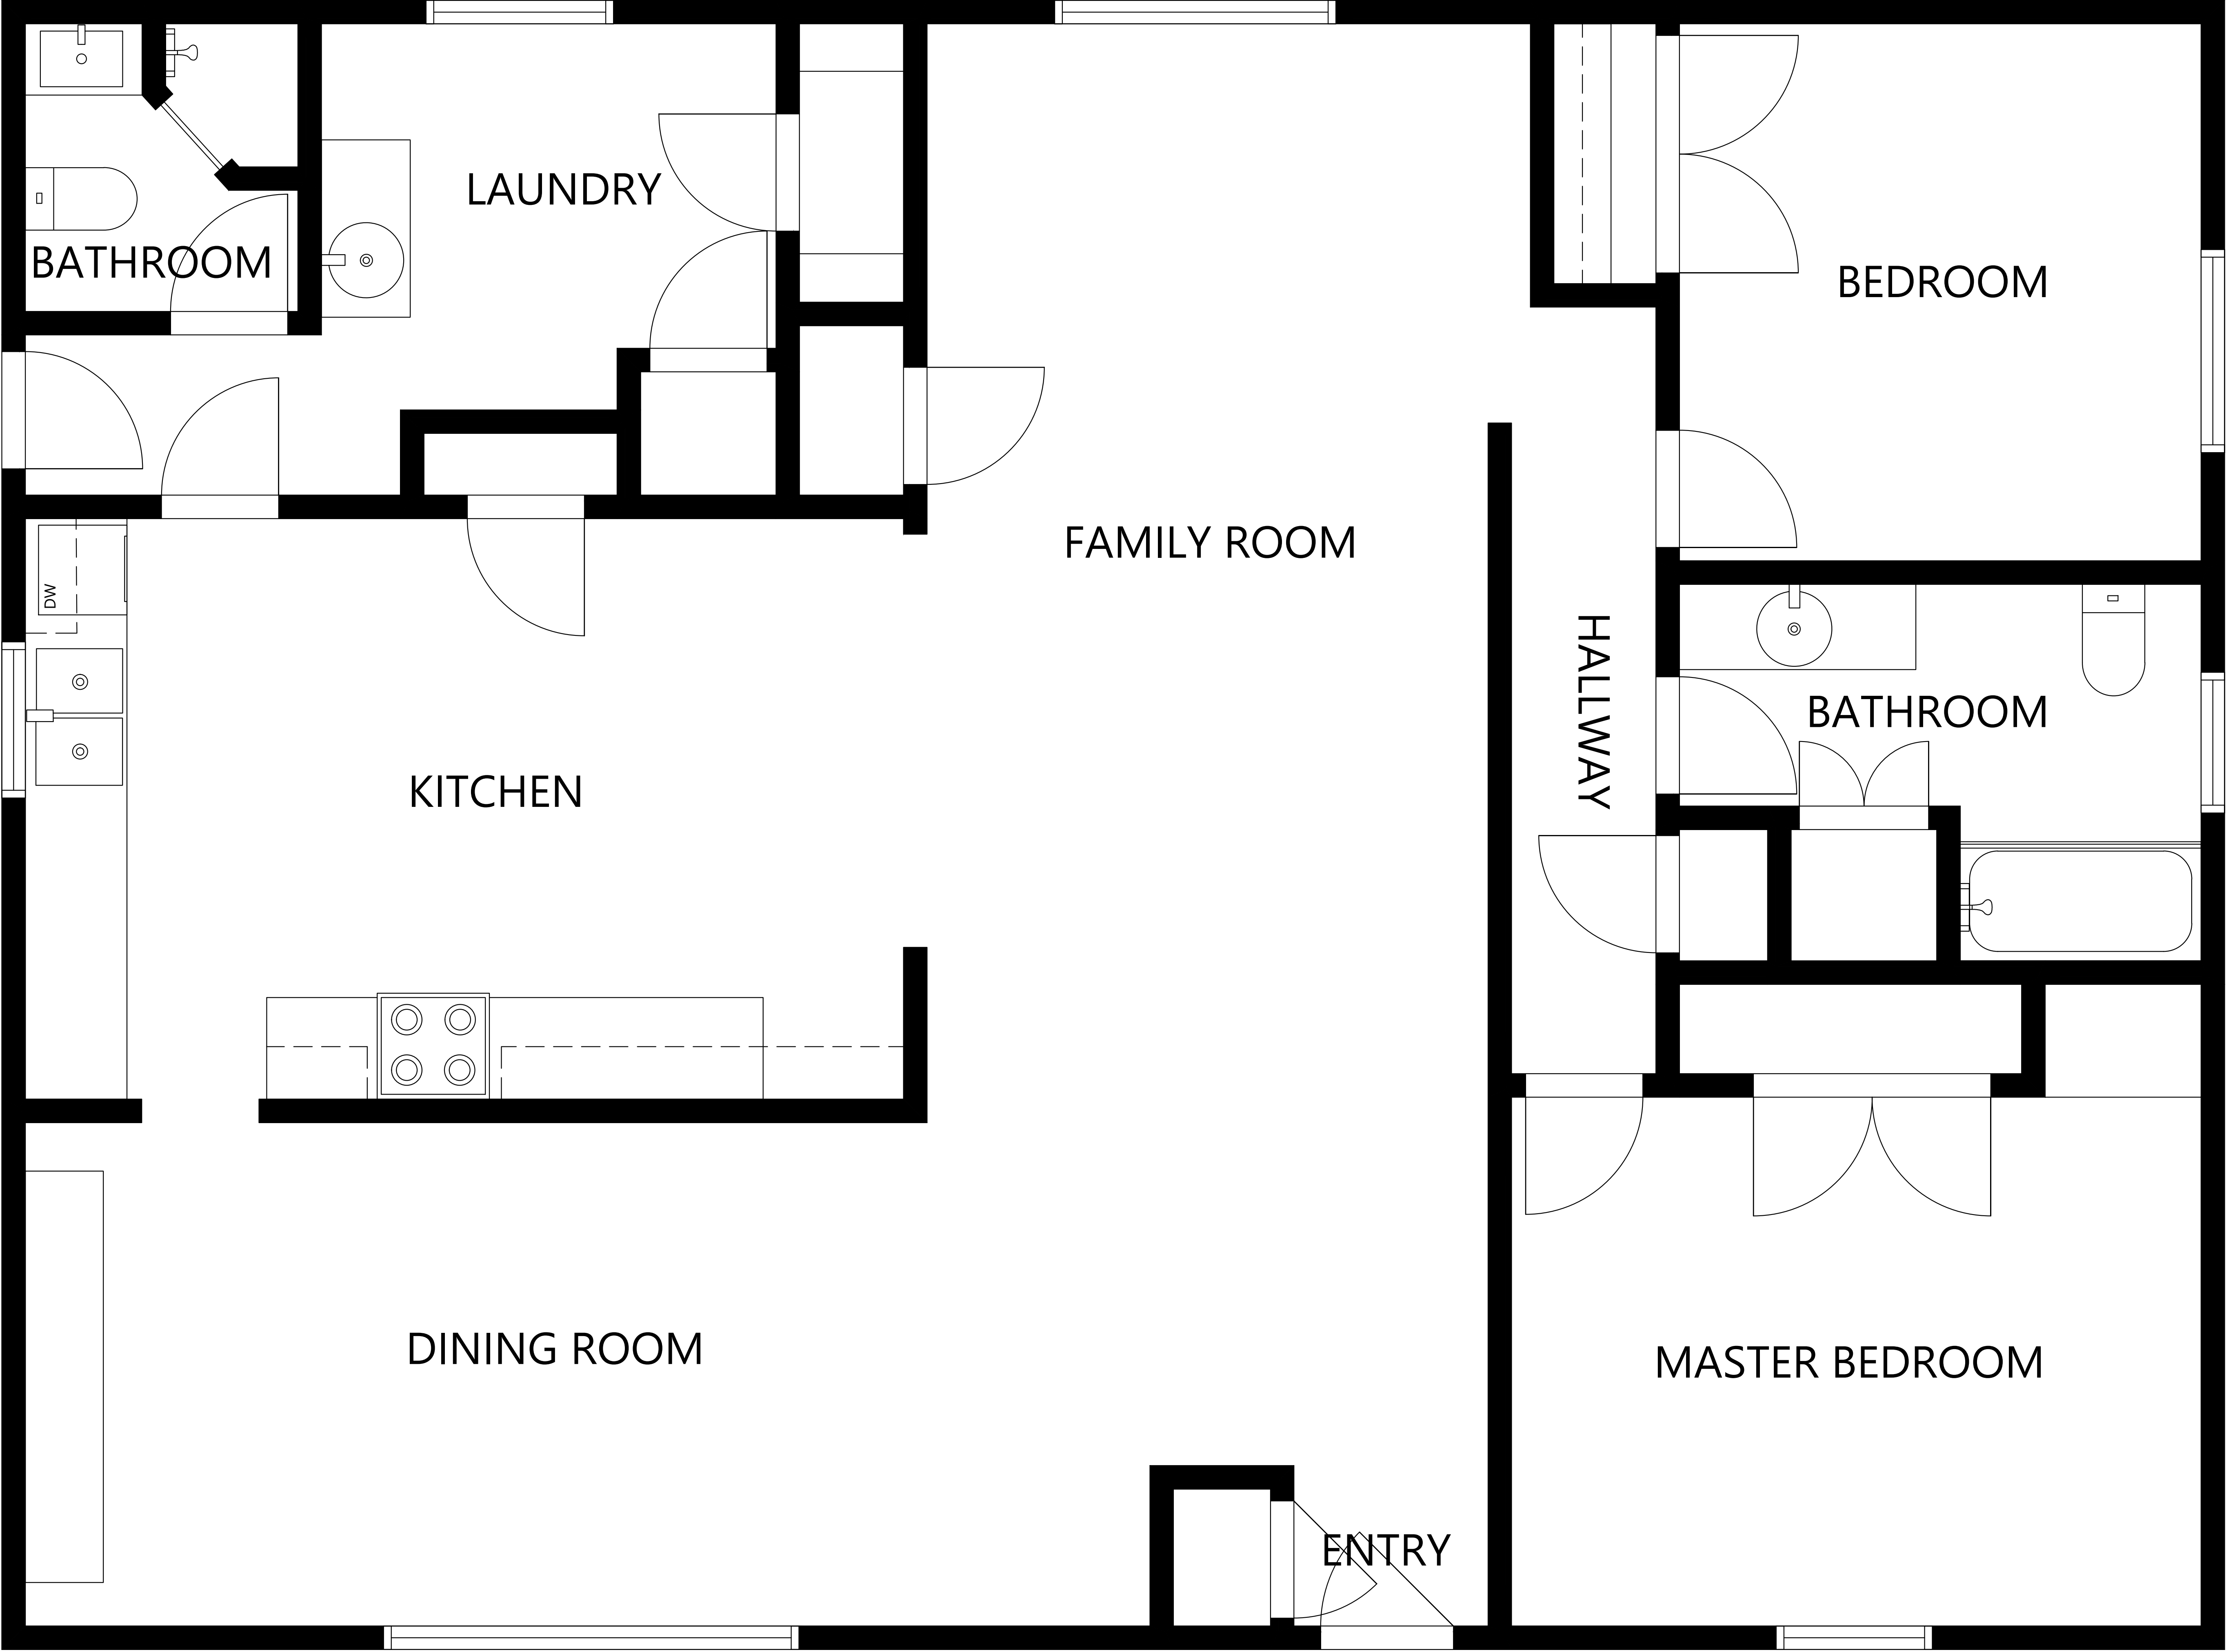 LAUNDRY
BATHROOM
BEDROOM
FAMILY ROOM
DW
HALLWAY
BATHROOM
KITCHEN
DINING ROOM
MASTER BEDROOM
ENTRY